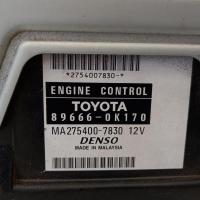 *2754007830-*
ENGINE CONTROL
TOYOTA
89666-0K170
MA275400-7830 12V
DENSO
MADE IN MALAYSIA